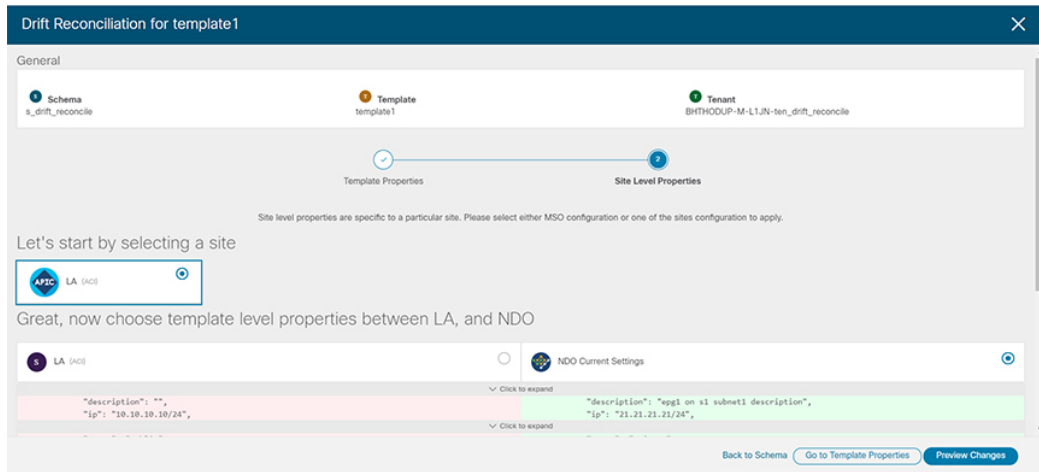 Drift Reconciliation for template1
General
S Schema
s_drift_reconcile
T Template
template1
T Tenant
BHTHODUP-M-L1JN-ten_drift_reconcile
2
Template Properties
Site Level Properties
Site level properties are specific to a particular site. Please select either MSO configuration or one of the sites configuration to apply.
Let's start by selecting a site
APIC LA (ACI)
Great, now choose template level properties between LA, and NDO
S LA (ACI)
NDO Current Settings
Click to expand
"description": "",
"ip": "10.10.10.10/24",
"description": "epg1 on s1 subnet1 description",
"ip": "21.21.21.21/24",
Click to expand
Back to Schema
Go to Template Properties
Preview Changes